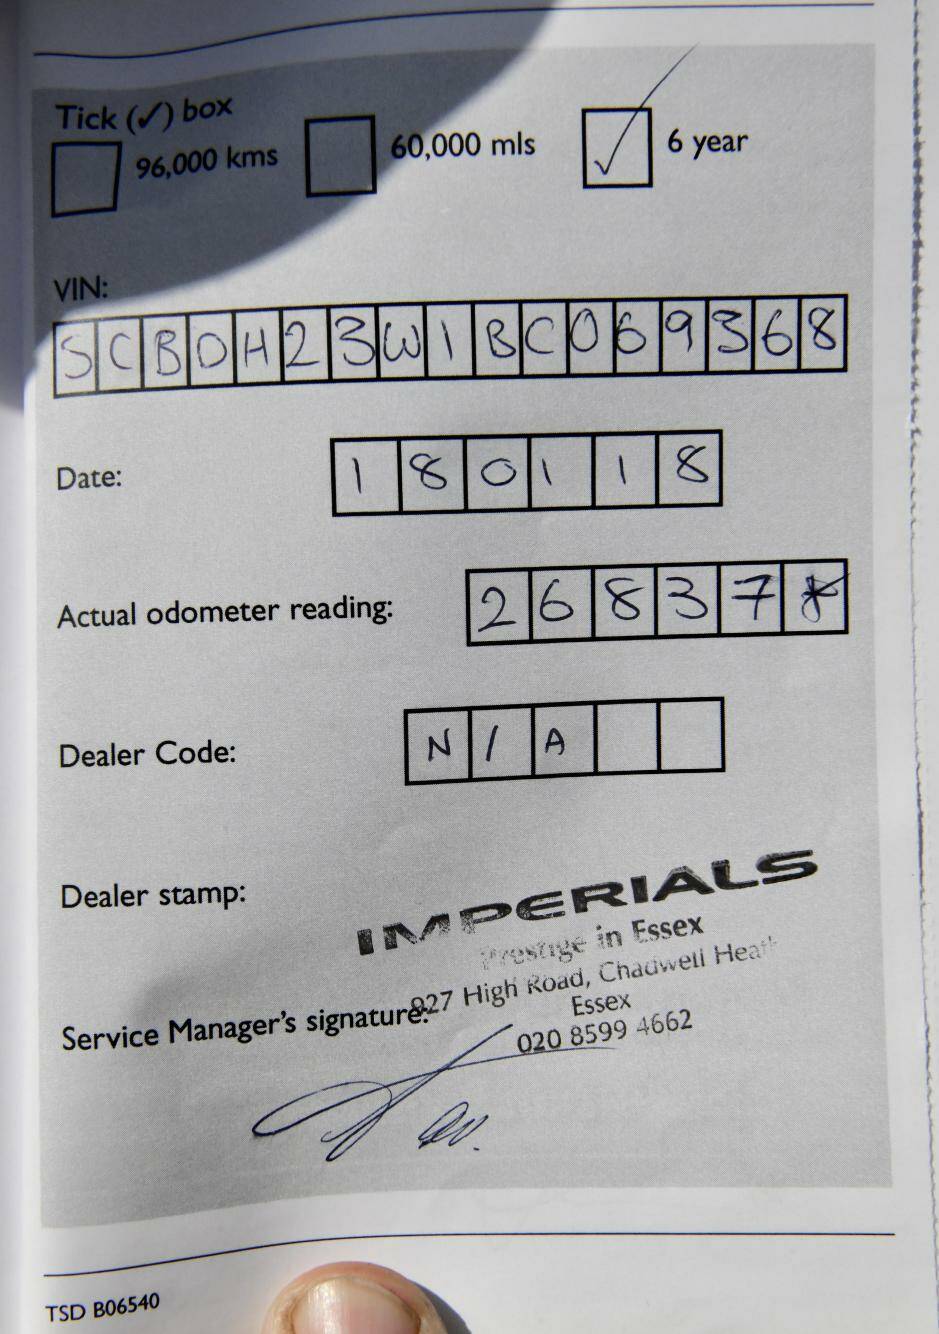 Tick (✓) box
96,000 kms 60,000 mls ✓ 6 year
VIN:
SCBDH23W1BC069368
Date: 180118
Actual odometer reading: 26837
Dealer Code: N/A
Dealer stamp:
IMPERIALS
Prestige in Essex
927 High Road, Chadwell Heath
Essex
020 8599 4662
Service Manager's signature:
TSD B06540